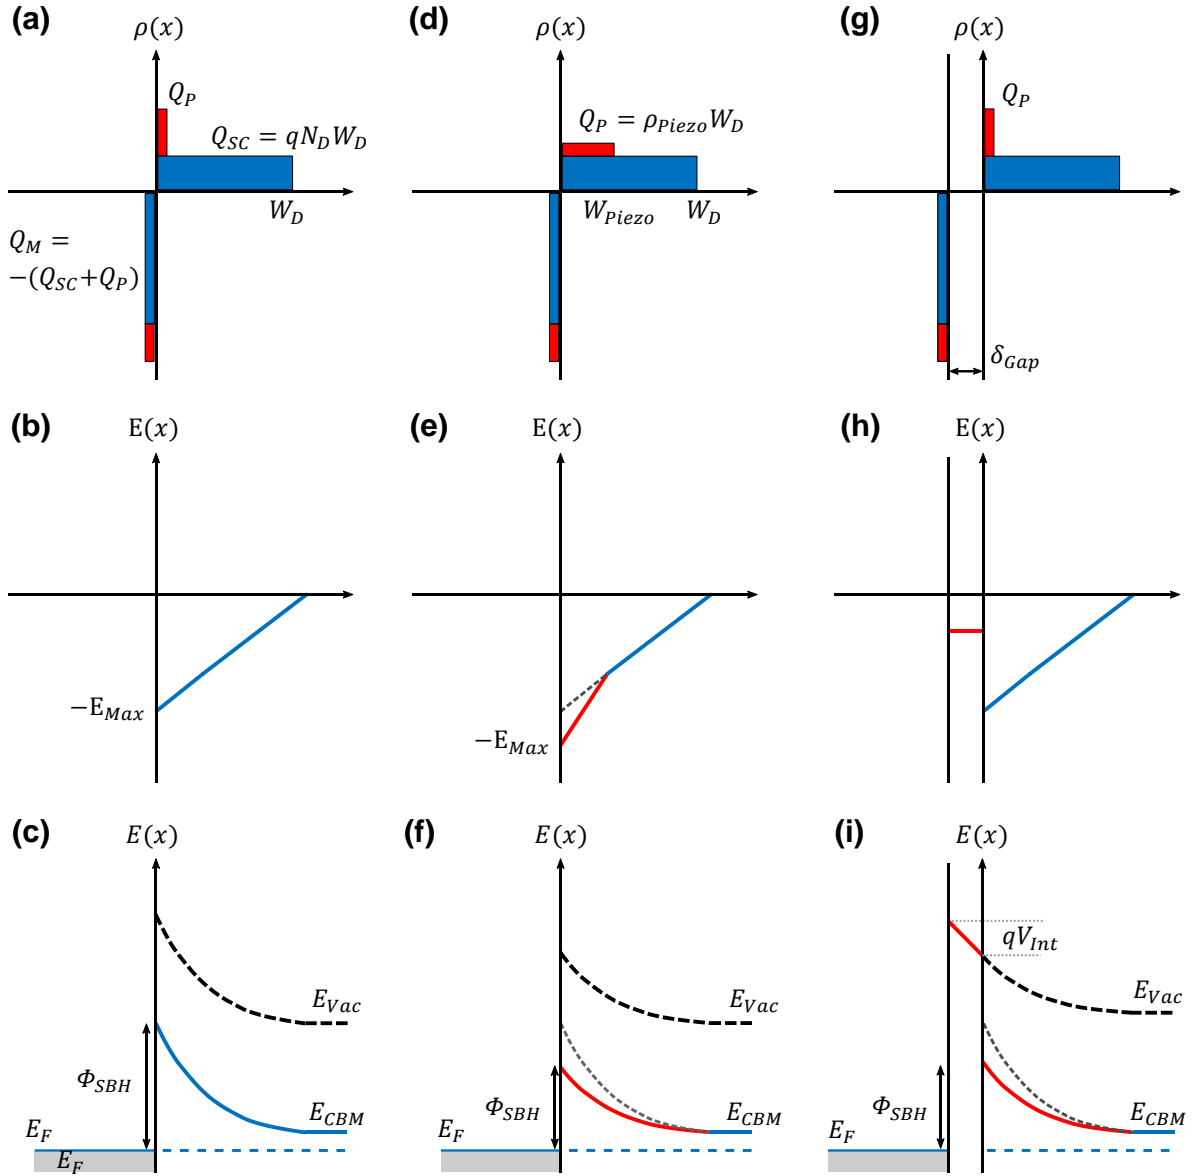 (a)
ρ(x)
Q_P
Q_SC = qN_D W_D
W_D
Q_M =
−(Q_SC+Q_P)
(d)
ρ(x)
Q_P = ρ_Piezo W_D
W_Piezo
W_D
(g)
ρ(x)
Q_P
δ_Gap
(b)
E(x)
−E_Max
(e)
E(x)
−E_Max
(h)
E(x)
(c)
E(x)
E_Vac
Φ_SBH
E_CBM
E_F
E_F
(f)
E(x)
E_Vac
Φ_SBH
E_CBM
E_F
(i)
E(x)
qV_Int
E_Vac
Φ_SBH
E_CBM
E_F